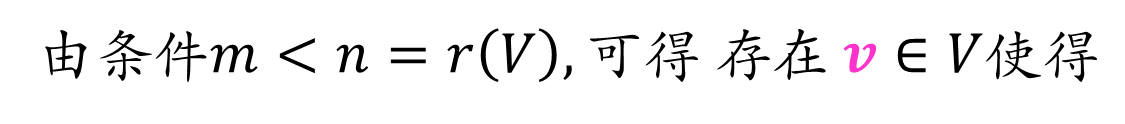 由条件m < n = r(V), 可得 存在 v ∈ V使得